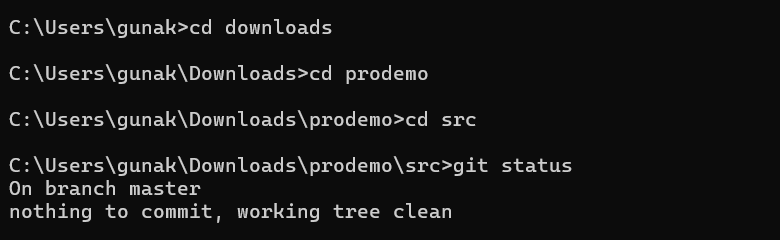 C:\Users\gunak>cd downloads
C:\Users\gunak\Downloads>cd prodemo
C:\Users\gunak\Downloads\prodemo>cd src
C:\Users\gunak\Downloads\prodemo\src>git status
On branch master
nothing to commit, working tree clean